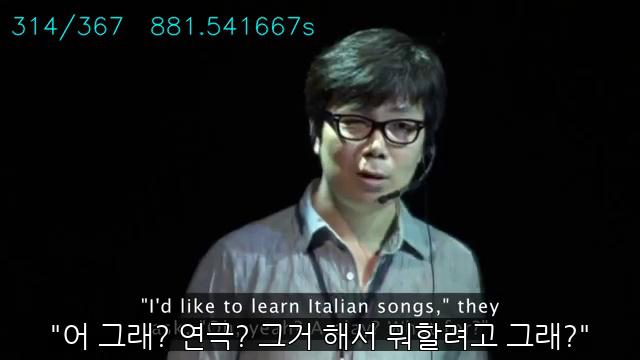 314/367 881.541667s
"I'd like to learn Italian songs," they
"어 그래? 연극? 그거 해서 뭐할려고 그래?"